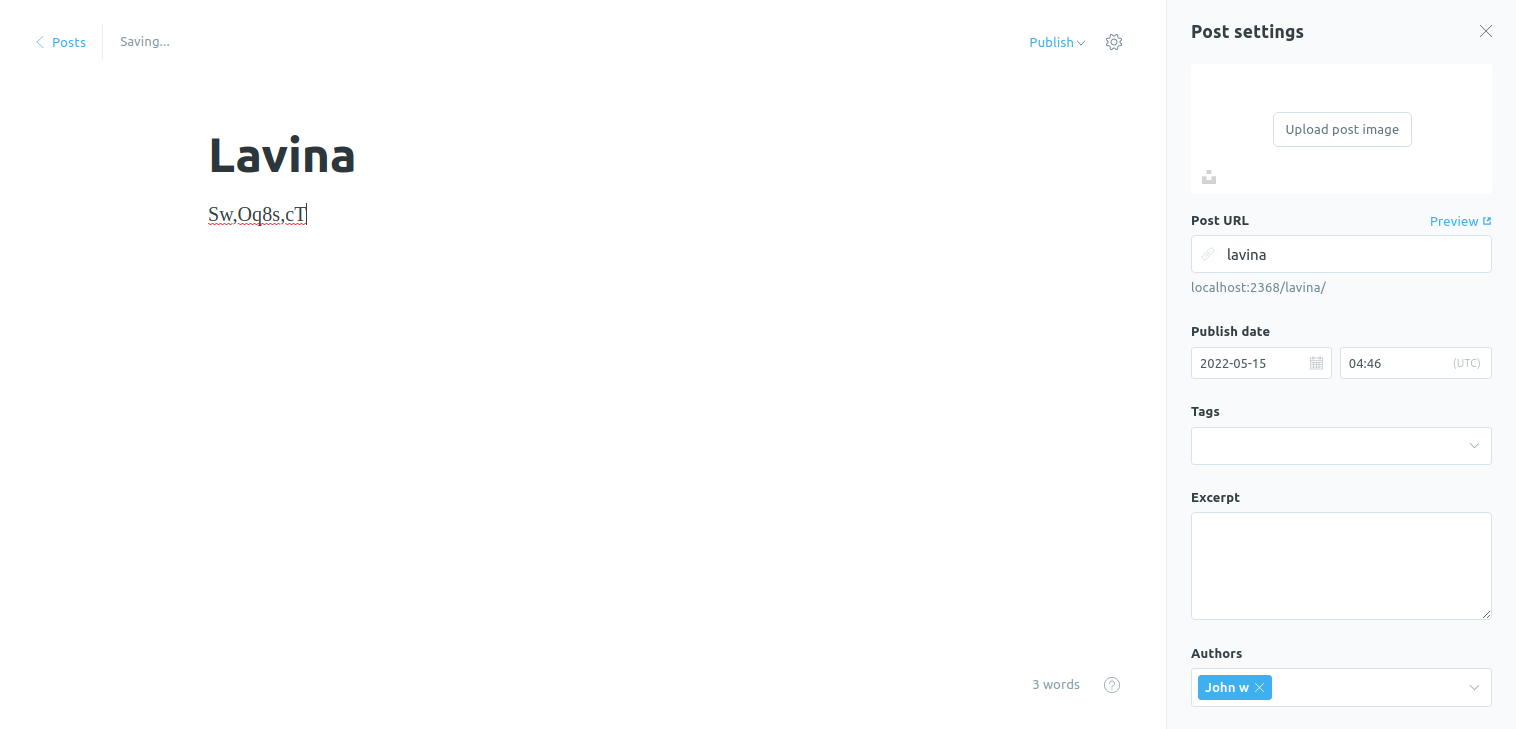 Posts
Saving...
Publish
Lavina
Sw,Oq8s,cT
3 words
Post settings
Upload post image
Post URL
Preview
lavina
localhost:2368/lavina/
Publish date
2022-05-15
04:46
(UTC)
Tags
Excerpt
Authors
John w